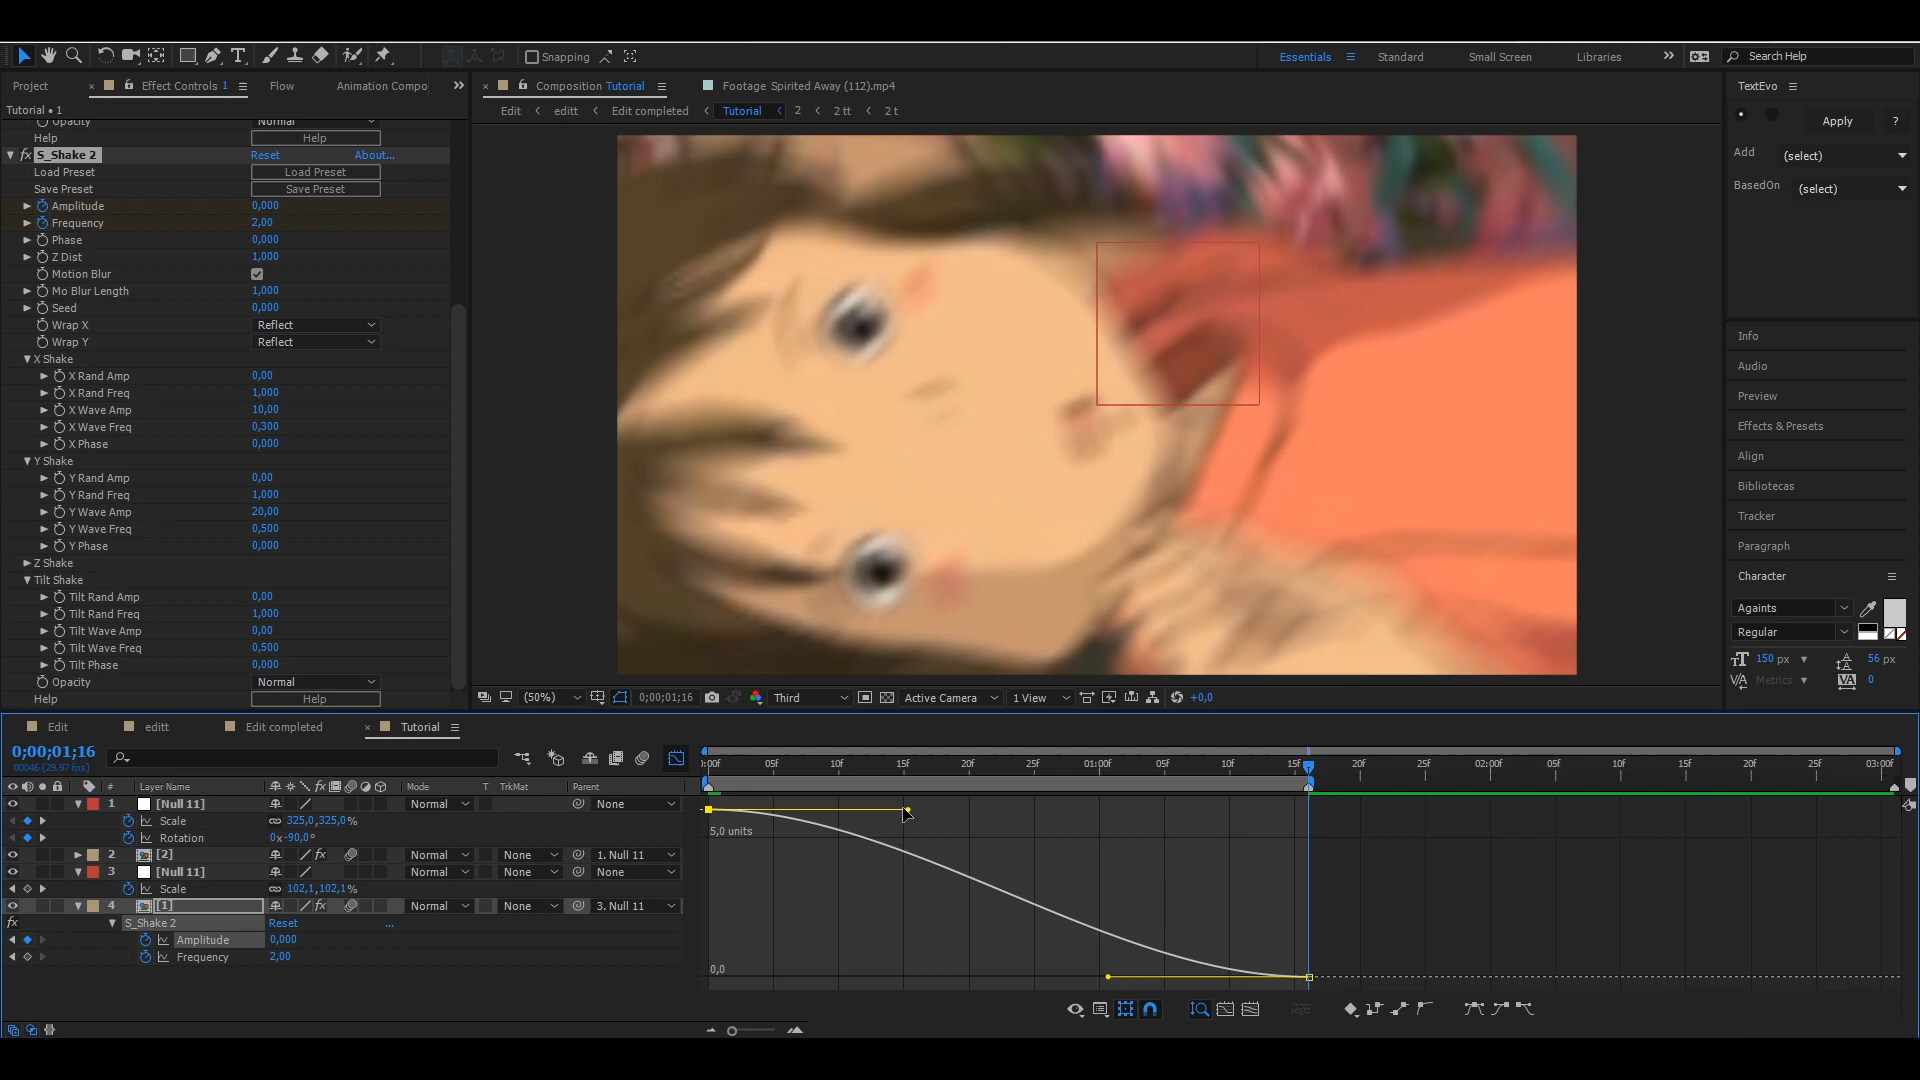 Snapping
Essentials
Standard
Small Screen
Libraries
Search Help
Project
Effect Controls 1
Flow
Animation Compo
Composition Tutorial
Footage Spirited Away (112).mp4
TextEvo
Tutorial • 1
Edit
editt
Edit completed
Tutorial
2
2 tt
2 t
Apply
?
Opacity
Normal
Help
Help
Add
(select)
S_Shake 2
Reset
About...
Load Preset
Load Preset
Save Preset
Save Preset
BasedOn
(select)
Amplitude
0,000
Frequency
2,00
Phase
0,000
Z Dist
1,000
Motion Blur
Mo Blur Length
1,000
Seed
0,000
Wrap X
Reflect
Wrap Y
Reflect
X Shake
X Rand Amp
0,00
X Rand Freq
1,000
X Wave Amp
10,00
X Wave Freq
0,300
X Phase
0,000
Y Shake
Y Rand Amp
0,00
Y Rand Freq
1,000
Y Wave Amp
20,00
Y Wave Freq
0,500
Y Phase
0,000
Z Shake
Tilt Shake
Tilt Rand Amp
0,00
Tilt Rand Freq
1,000
Tilt Wave Amp
0,00
Tilt Wave Freq
0,500
Tilt Phase
0,000
Opacity
Normal
Help
Help
Info
Audio
Preview
Effects & Presets
Align
Bibliotecas
Tracker
Paragraph
Character
Againts
Regular
150 px
56 px
Metrics
0
(50%)
0;00;01;16
Third
Active Camera
1 View
+0,0
Edit
editt
Edit completed
Tutorial
0;00;01;16
00046 (29.97 fps)
:00f
05f
10f
15f
20f
25f
01:00f
05f
10f
15f
20f
25f
02:00f
05f
10f
15f
20f
25f
03:00f
#
Layer Name
Mode
T
TrkMat
Parent
1
[Null 11]
Normal
None
Scale
325,0,325,0%
Rotation
0x-90,0°
2
[2]
Normal
None
1. Null 11
3
[Null 11]
Normal
None
None
Scale
102,1,102,1%
4
[1]
Normal
None
3. Null 11
fx
S_Shake 2
Reset
...
Amplitude
0,000
Frequency
2,00
5,0 units
0,0